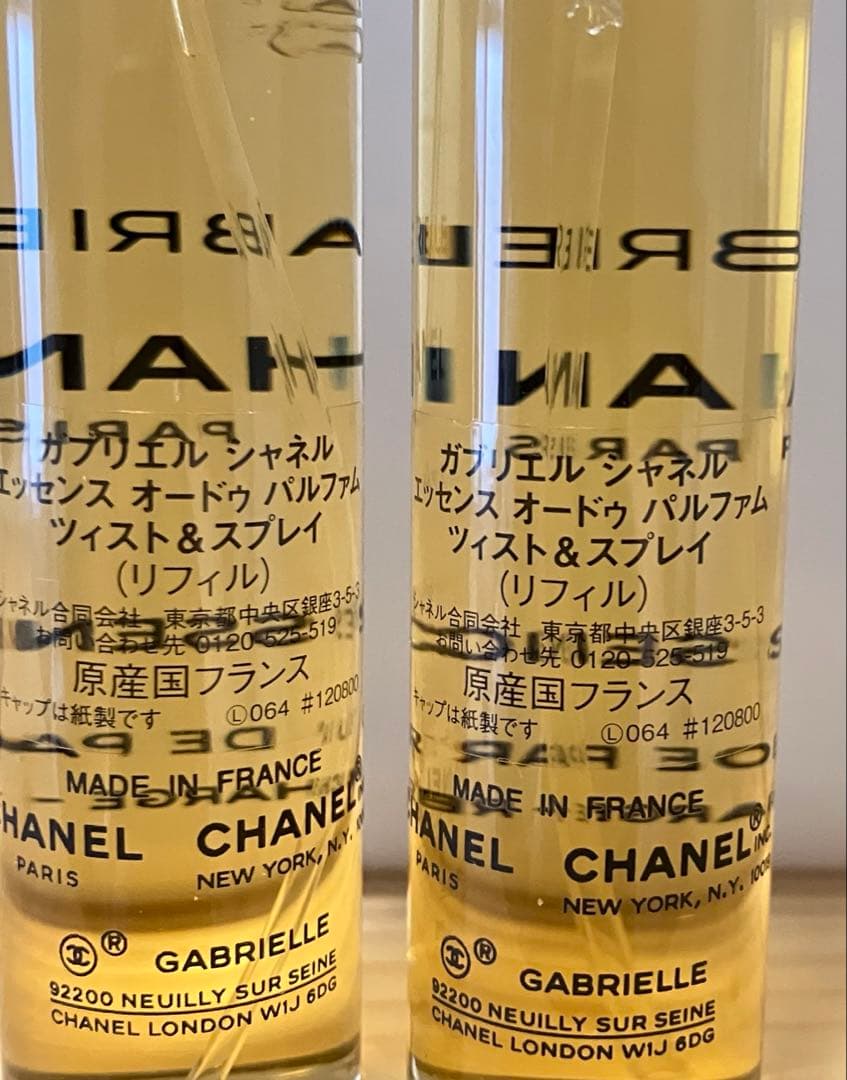 ガブリエル シャネル
エッセンス オードゥ パルファム
ツィスト＆スプレイ
(リフィル)
シャネル合同会社 東京都中央区銀座3-5-3
お問い合わせ先 0120-525-519
原産国フランス
キャップは紙製です Ⓛ064 #120800
MADE IN FRANCE
CHANEL CHANEL®
PARIS NEW YORK, N.Y.
® GABRIELLE
92200 NEUILLY SUR SEINE
CHANEL LONDON W1J 6DG
ガブリエル シャネル
エッセンス オードゥ パルファム
ツィスト＆スプレイ
(リフィル)
シャネル合同会社 東京都中央区銀座3-5-3
お問い合わせ先 0120-525-519
原産国フランス
キャップは紙製です Ⓛ064 #120800
MADE IN FRANCE
CHANEL CHANEL® INC.
PARIS NEW YORK, N.Y.
® GABRIELLE
92200 NEUILLY SUR SEINE
CHANEL LONDON W1J 6DG